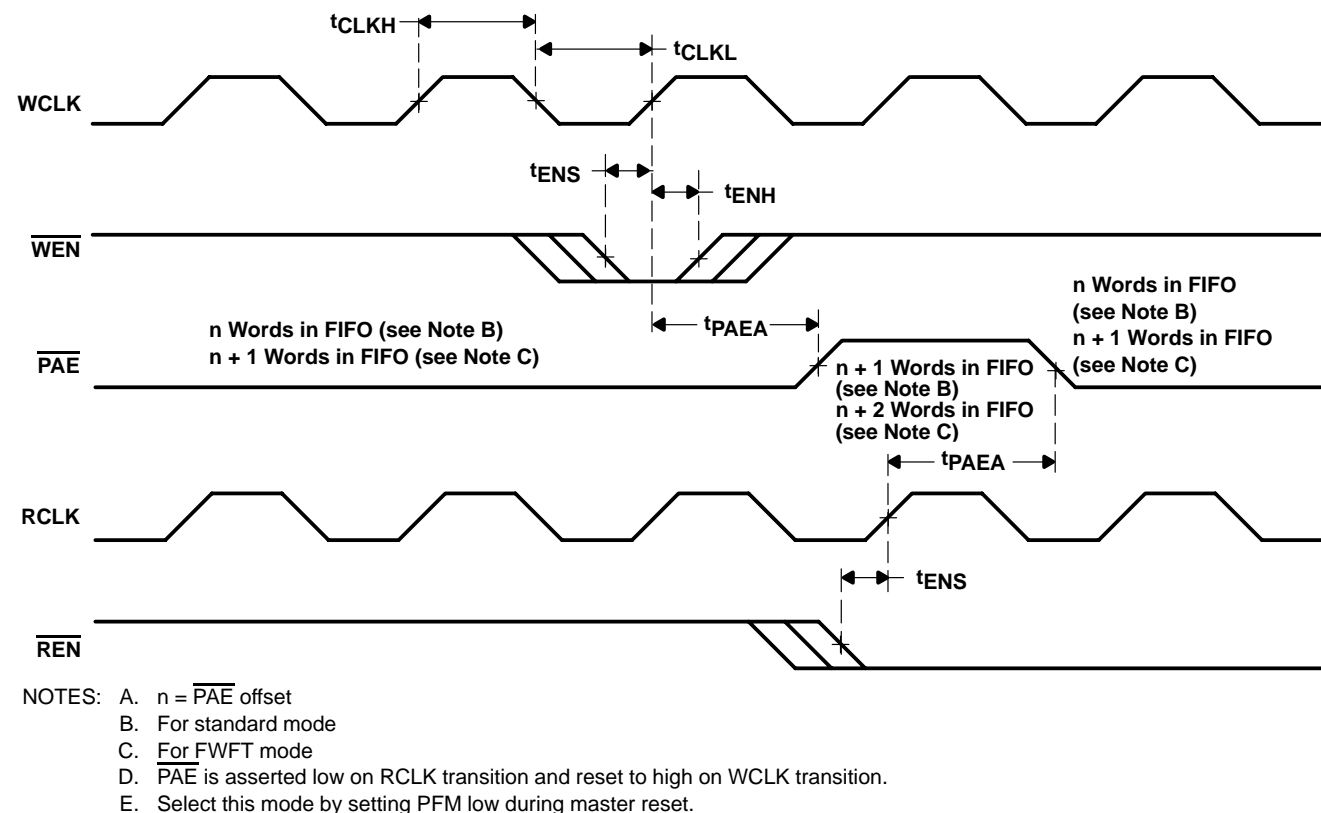 tCLKH
tCLKL
WCLK
tENS
tENH
WEN
n Words in FIFO (see Note B)
n + 1 Words in FIFO (see Note C)
tPAEA
n Words in FIFO
(see Note B)
n + 1 Words in FIFO
(see Note C)
PAE
n + 1 Words in FIFO
(see Note B)
n + 2 Words in FIFO
(see Note C)
tPAEA
RCLK
tENS
REN
NOTES: A. n = PAE offset
B. For standard mode
C. For FWFT mode
D. PAE is asserted low on RCLK transition and reset to high on WCLK transition.
E. Select this mode by setting PFM low during master reset.